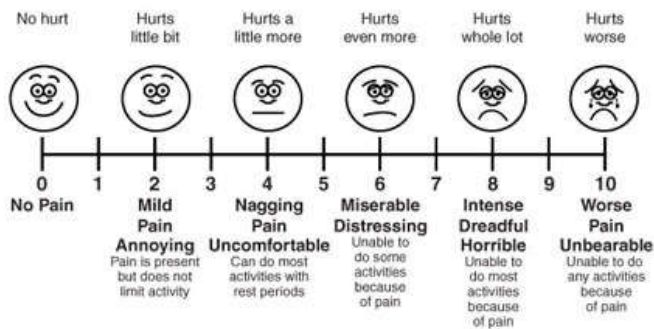 No hurt
Hurts
little bit
Hurts a
little more
Hurts
even more
Hurts
whole lot
Hurts
worse
0 1 2 3 4 5 6 7 8 9 10
No Pain
Mild
Pain
Annoying
Pain is present
but does not
limit activity
Nagging
Pain
Uncomfortable
Can do most
activities with
rest periods
Miserable
Distressing
Unable to
do some
activities
because
of pain
Intense
Dreadful
Horrible
Unable to
do most
activities
because
of pain
Worse
Pain
Unbearable
Unable to do
any activities
because
of pain